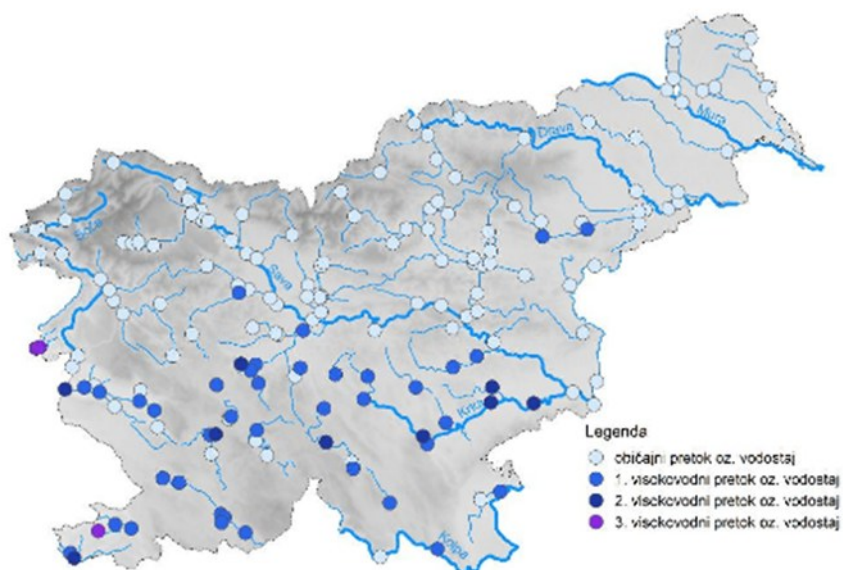 Mura
Drava
Soča
Sava
Krka
Kolpa
Legenda
običajni pretok oz. vodostaj
1. visokovodni pretok oz. vodostaj
2. visokovodni pretok oz. vodostaj
3. visokovodni pretok oz. vodostaj